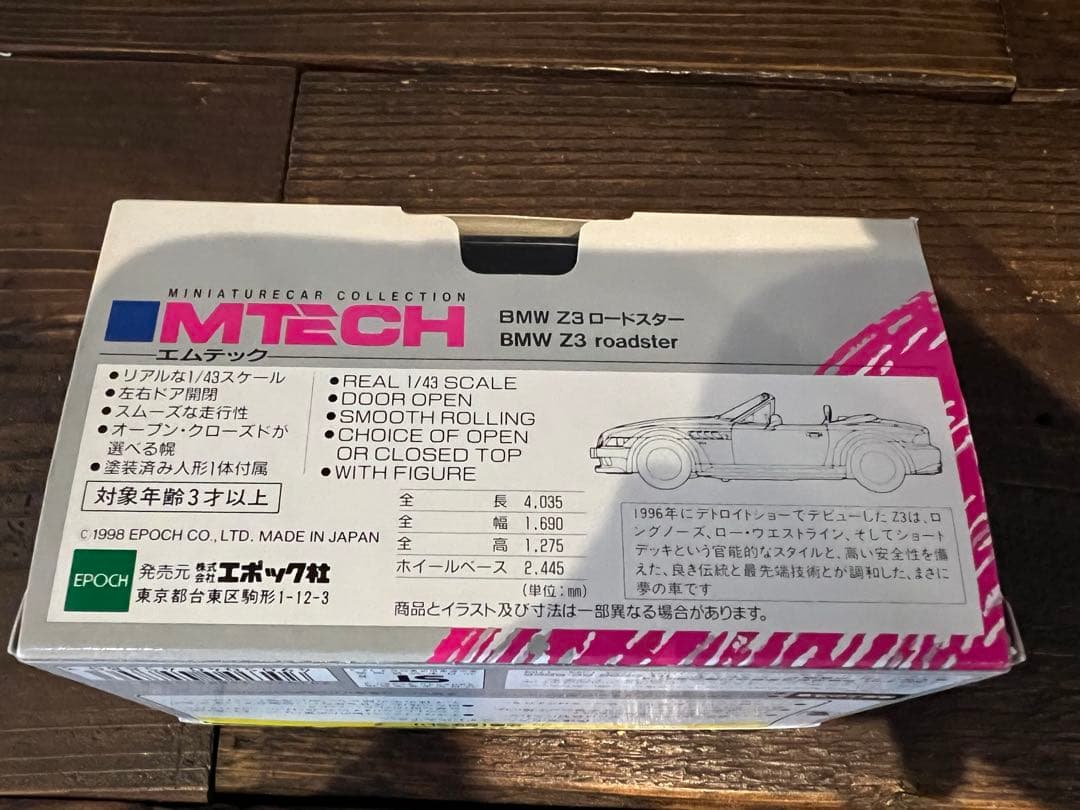 MINIATURECAR COLLECTION
MTECH
エムテック
BMW Z3 ロードスター
BMW Z3 roadster
●リアルな1/43スケール
●左右ドア開閉
●スムーズな走行性
●オープン・クローズドが
選べる幌
●塗装済み人形1体付属
対象年齢3才以上
●REAL 1/43 SCALE
●DOOR OPEN
●SMOOTH ROLLING
●CHOICE OF OPEN
OR CLOSED TOP
●WITH FIGURE
全長 4.035
全幅 1.690
全高 1.275
ホイールベース 2.445
(単位:mm)
1996年にデトロイトショーでデビューしたZ3は、ロ
ングノーズ、ロー・ウエストライン、そしてショート
デッキという官能的なスタイルと、高い安全性を備
えた、良き伝統と最先端技術とが調和した、まさに
夢の車です
©1998 EPOCH CO., LTD. MADE IN JAPAN
EPOCH
発売元 株式会社エポック社
東京都台東区駒形1-12-3
商品とイラスト及び寸法は一部異なる場合があります。
ST